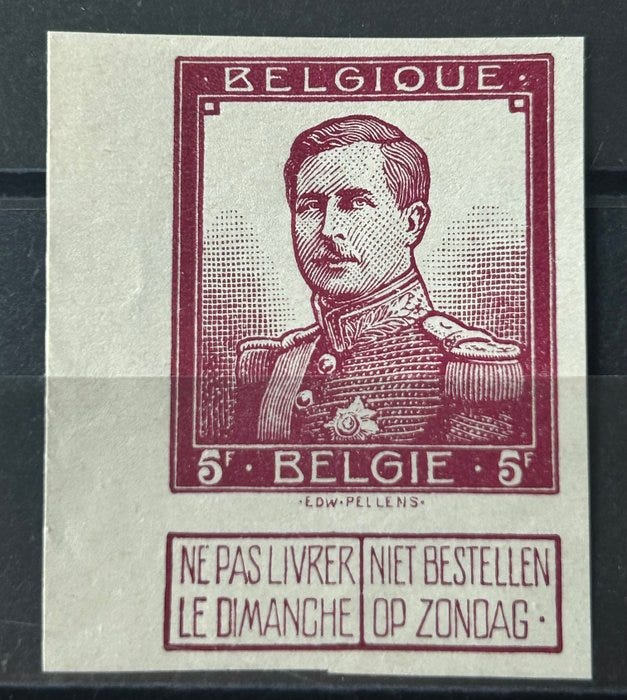 · BELGIQUE ·
5F · BELGIE · 5F
·EDW·PELLENS·
NE PAS LIVRER
LE DIMANCHE
NIET BESTELLEN
OP ZONDAG ·